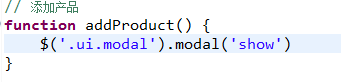 // 添加产品
function addProduct() {
$('.ui.modal').modal('show')
}